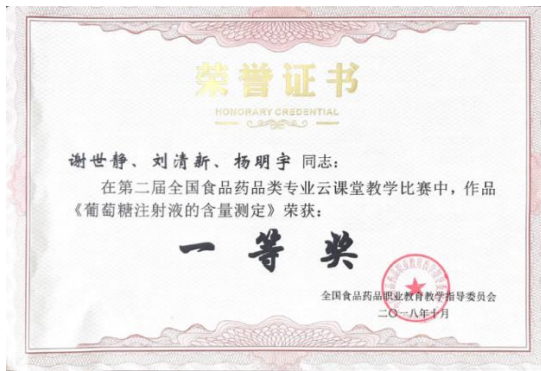 荣誉证书
HONORARY CREDENTIAL
谢世静、刘清新、杨明宇 同志：
在第二届全国食品药品类专业云课堂教学比赛中，作品
《葡萄糖注射液的含量测定》荣获：
一等奖
全国食品药品职业教育教学指导委员会
二〇一八年十月